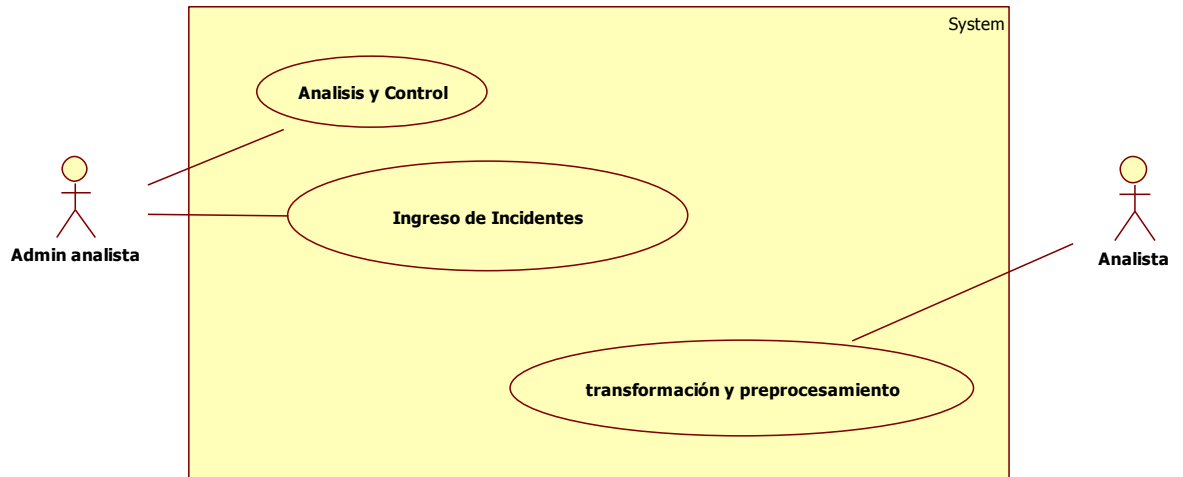 System
Analisis y Control
Ingreso de Incidentes
Admin analista
Analista
transformación y preprocesamiento